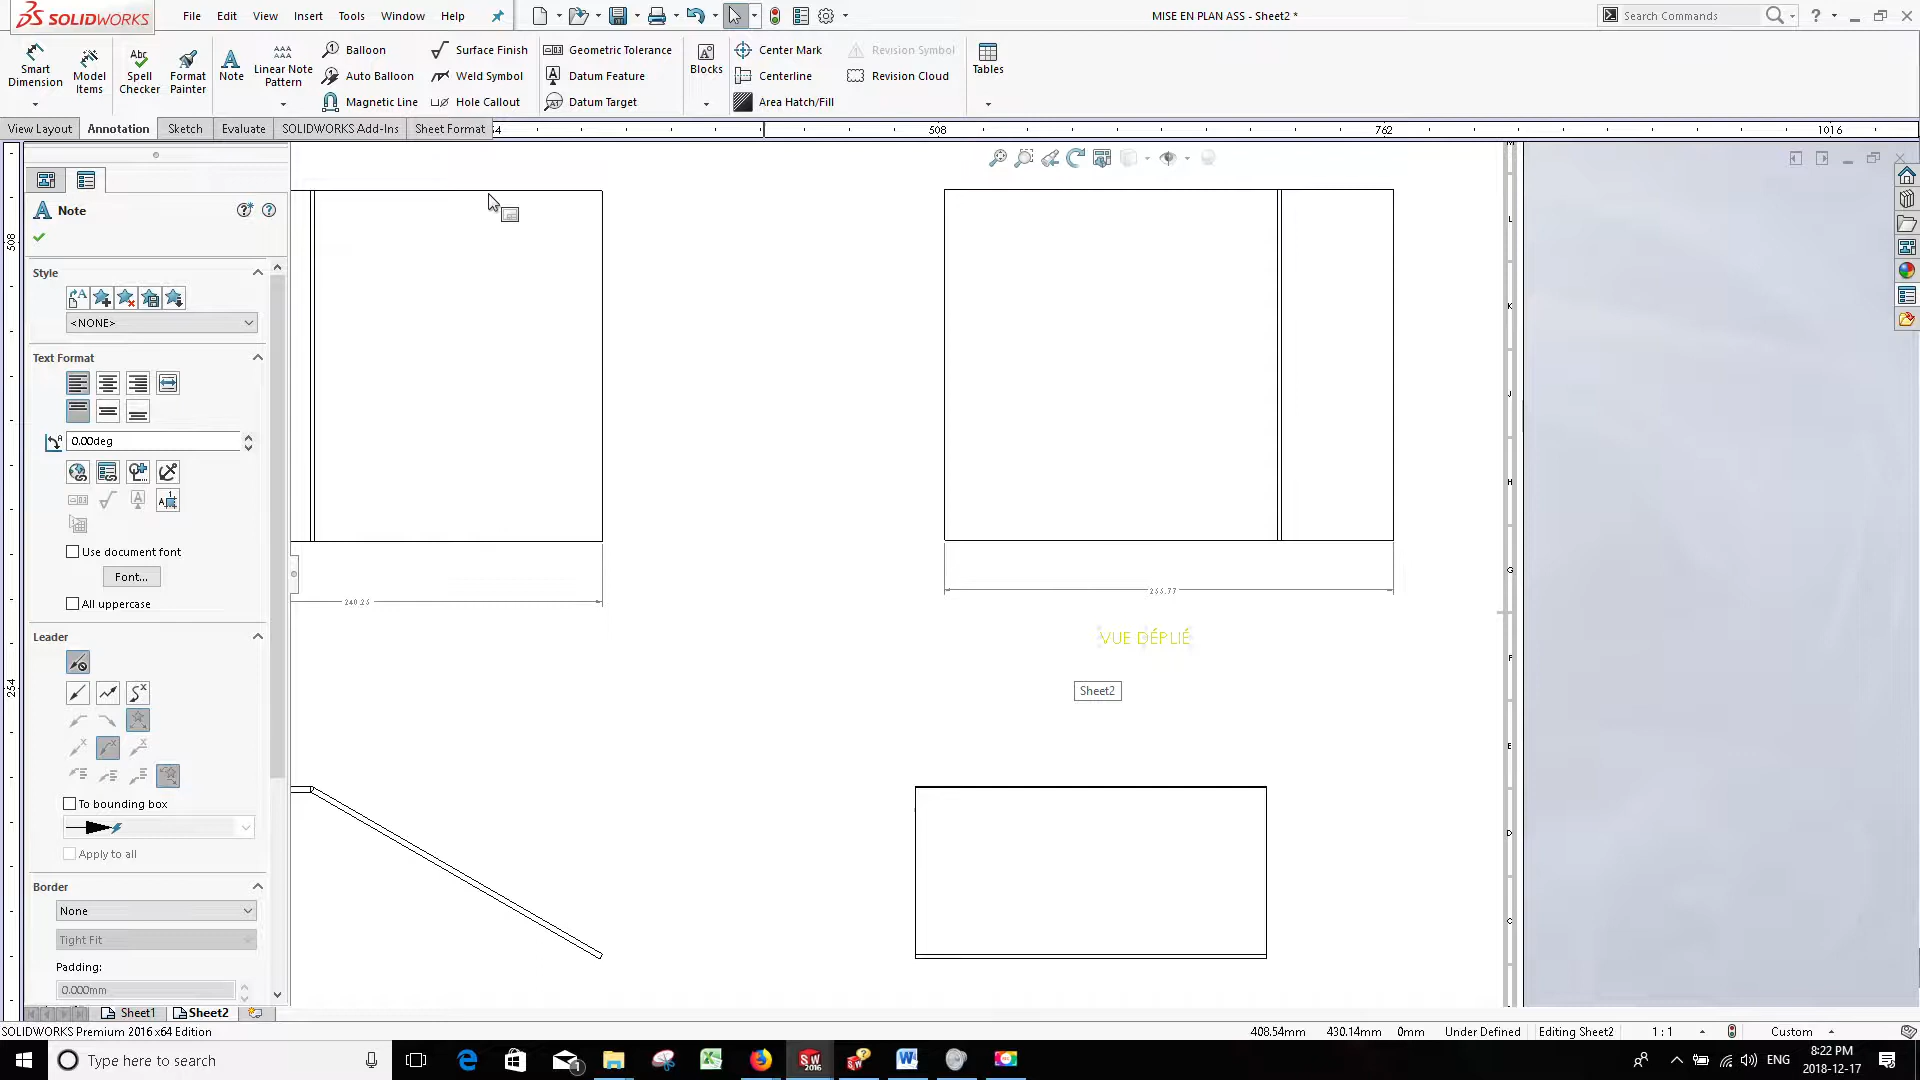 SOLIDWORKS
File Edit View Insert Tools Window Help
MISE EN PLAN ASS - Sheet2 *
Search Commands
Smart Dimension
Model Items
Spell Checker
Format Painter
Note
Linear Note Pattern
Balloon
Auto Balloon
Magnetic Line
Surface Finish
Weld Symbol
Hole Callout
Geometric Tolerance
Datum Feature
Datum Target
Blocks
Center Mark
Centerline
Area Hatch/Fill
Revision Symbol
Revision Cloud
Tables
View Layout Annotation Sketch Evaluate SOLIDWORKS Add-Ins Sheet Format
508 762 1016
508
254
Note
Style
<NONE>
Text Format
0.00deg
Use document font
Font...
All uppercase
Leader
To bounding box
Apply to all
Border
None
Tight Fit
Padding:
0.000mm
240.25
255.77
VUE DÉPLIÉ
Sheet2
L
K
J
H
G
F
E
D
C
Sheet1 Sheet2
SOLIDWORKS Premium 2016 x64 Edition
408.54mm 430.14mm 0mm Under Defined Editing Sheet2 1 : 1 Custom
Type here to search
ENG
8:22 PM
2018-12-17